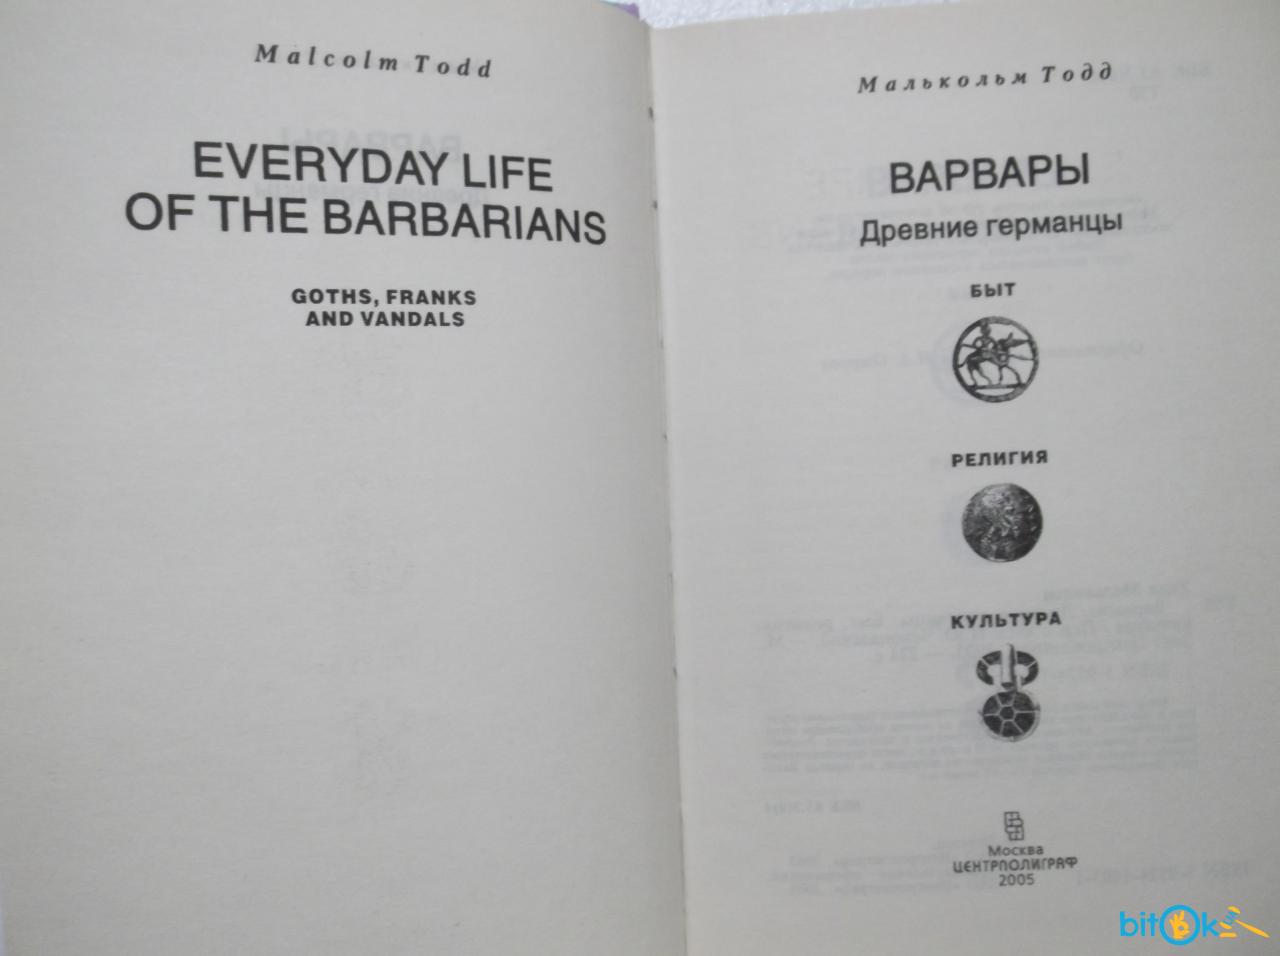 Malcolm Todd
EVERYDAY LIFE
OF THE BARBARIANS
GOTHS, FRANKS
AND VANDALS
Малькольм Тодд
ВАРВАРЫ
Древние германцы
БЫТ
РЕЛИГИЯ
КУЛЬТУРА
Москва
ЦЕНТРПОЛИГРАФ
2005
bitok